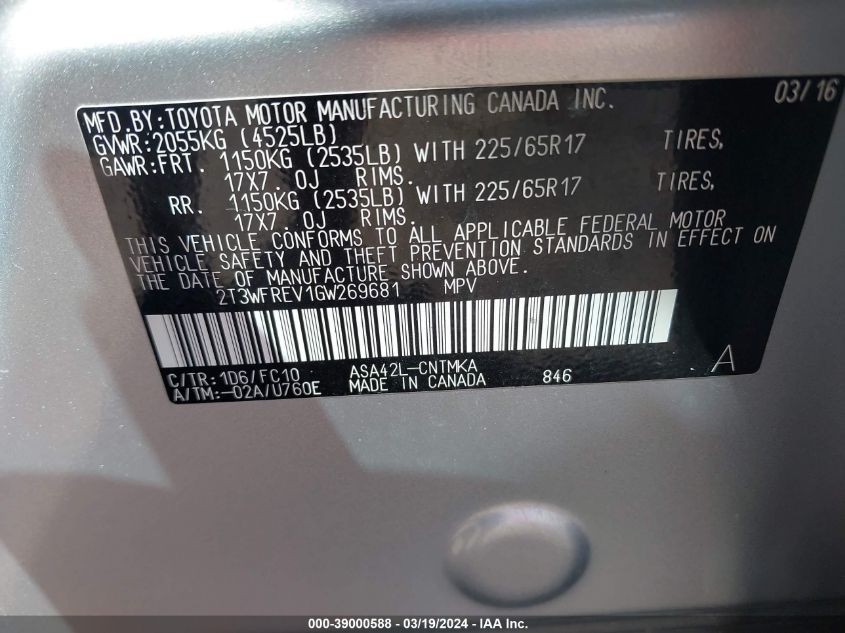 MFD.BY:TOYOTA MOTOR MANUFACTURING CANADA INC. 03/16
GVWR:2055KG (4525LB)
GAWR:FRT. 1150KG (2535LB) WITH 225/65R17 TIRES,
17X7.0J RIMS.
RR. 1150KG (2535LB) WITH 225/65R17 TIRES,
17X7.0J RIMS.
THIS VEHICLE CONFORMS TO ALL APPLICABLE FEDERAL MOTOR
VEHICLE SAFETY AND THEFT PREVENTION STANDARDS IN EFFECT ON
THE DATE OF MANUFACTURE SHOWN ABOVE.
2T3WFREV1GW269681 MPV
C/TR:1D6/FC10 ASA42L-CNTMKA A
A/TM:-02A/U760E MADE IN CANADA 846
000-39000588 - 03/19/2024 - IAA Inc.